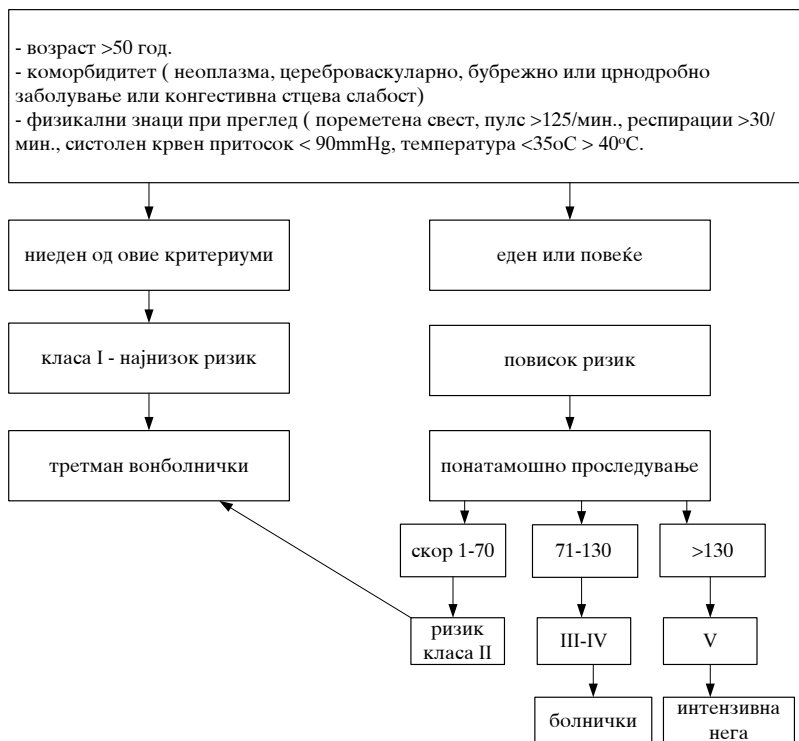 - возраст >50 год.
- коморбидитет ( неоплазма, цереброваскуларно, бубрежно или црнодробно
заболување или конгестивна стцева слабост)
- физикални знаци при преглед ( пореметена свест, пулс >125/мин., респирации >30/
мин., систолен крвен притосок < 90mmHg, температура <35oC > 40°C.
ниеден од овие критериуми
еден или повеќе
класа I - најнизок ризик
повисок ризик
третман вонболнички
понатамошно проследување
скор 1-70
71-130
>130
ризик
класа II
III-IV
V
болнички
интензивна
нега